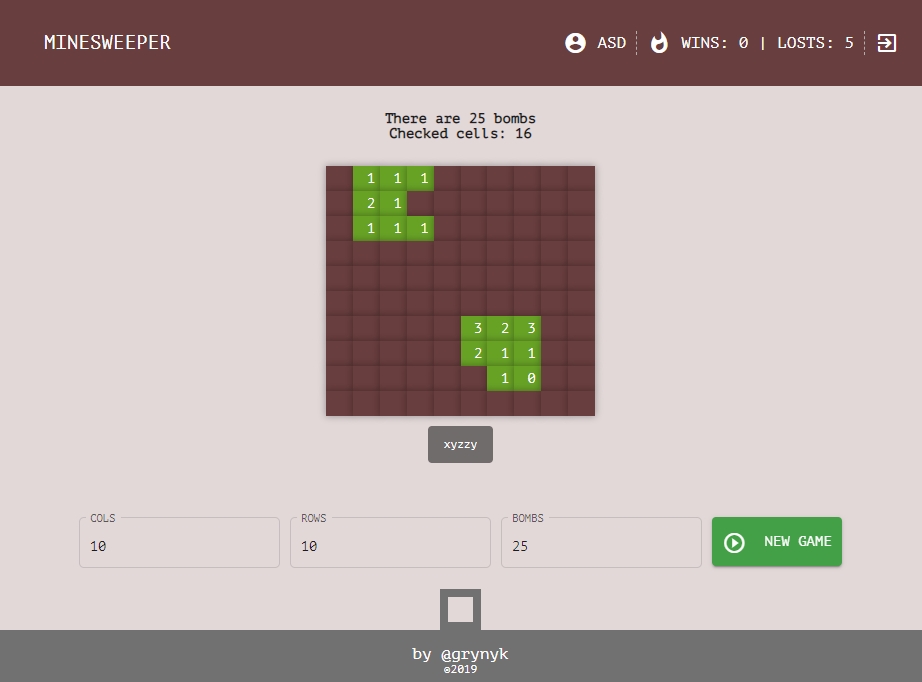 MINESWEEPER
ASD
WINS: 0 | LOSTS: 5
There are 25 bombs
Checked cells: 16
1 1 1
2 1
1 1 1
3 2 3
2 1 1
1 0
xyzzy
COLS
10
ROWS
10
BOMBS
25
NEW GAME
by @grynyk
©2019